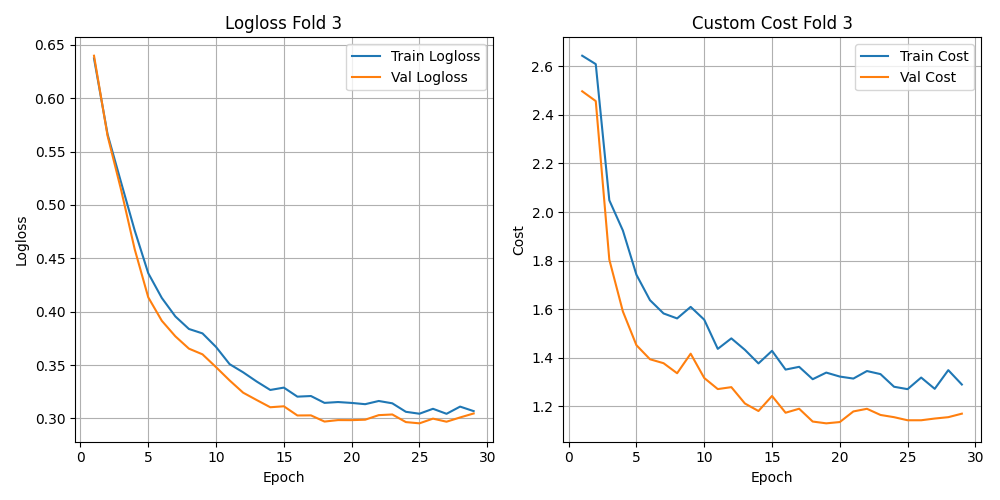 Logloss Fold 3
Train Logloss
Val Logloss
0.65
0.60
0.55
0.50
0.45
0.40
0.35
0.30
Logloss
0 5 10 15 20 25 30
Epoch
Custom Cost Fold 3
Train Cost
Val Cost
2.6
2.4
2.2
2.0
1.8
1.6
1.4
1.2
Cost
0 5 10 15 20 25 30
Epoch